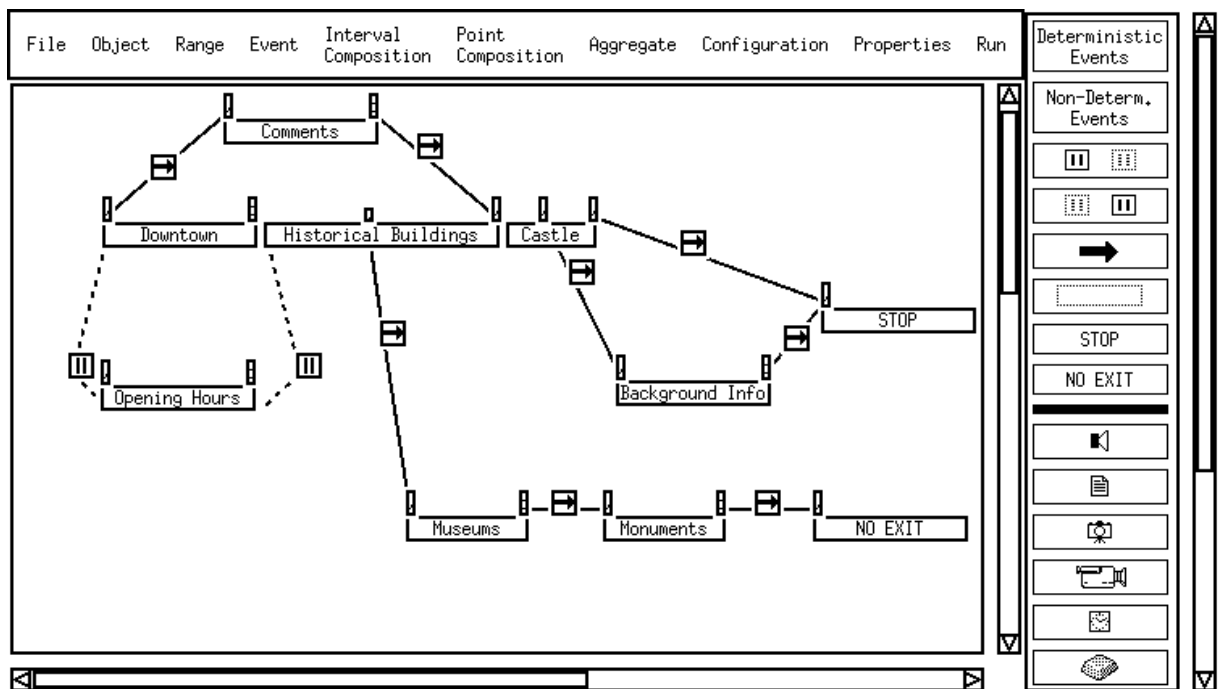 File Object Range Event Interval Composition Point Composition Aggregate Configuration Properties Run
Comments
Downtown Historical Buildings Castle
STOP
Background Info
Opening Hours
Museums Monuments NO EXIT
Deterministic
Events
Non-Determ.
Events
STOP
NO EXIT